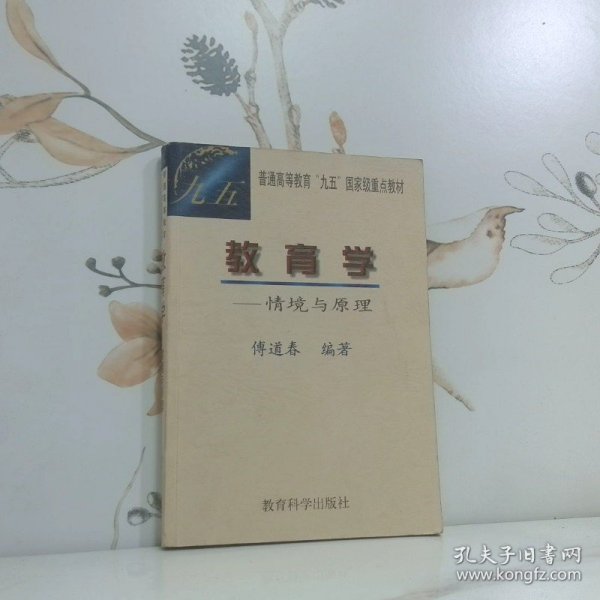 九五
普通高等教育“九五”国家级重点教材
教育学
——情境与原理
傅道春 编著
教育科学出版社
孔夫子旧书网
www.kongfz.com